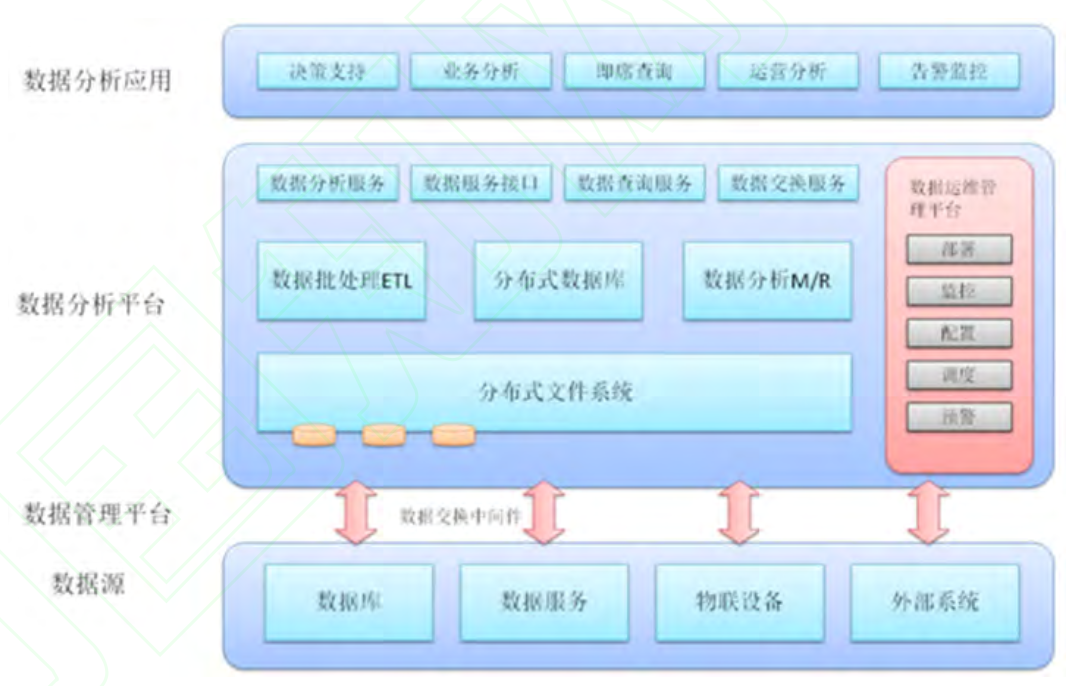 数据分析应用
决策支持
业务分析
即席查询
运营分析
告警监控
数据分析平台
数据分析服务
数据服务接口
数据查询服务
数据交换服务
数据批处理ETL
分布式数据库
数据分析M/R
分布式文件系统
数据运维管
理平台
部署
监控
配置
调度
预警
数据管理平台
数据交换中间件
数据源
数据库
数据服务
物联设备
外部系统